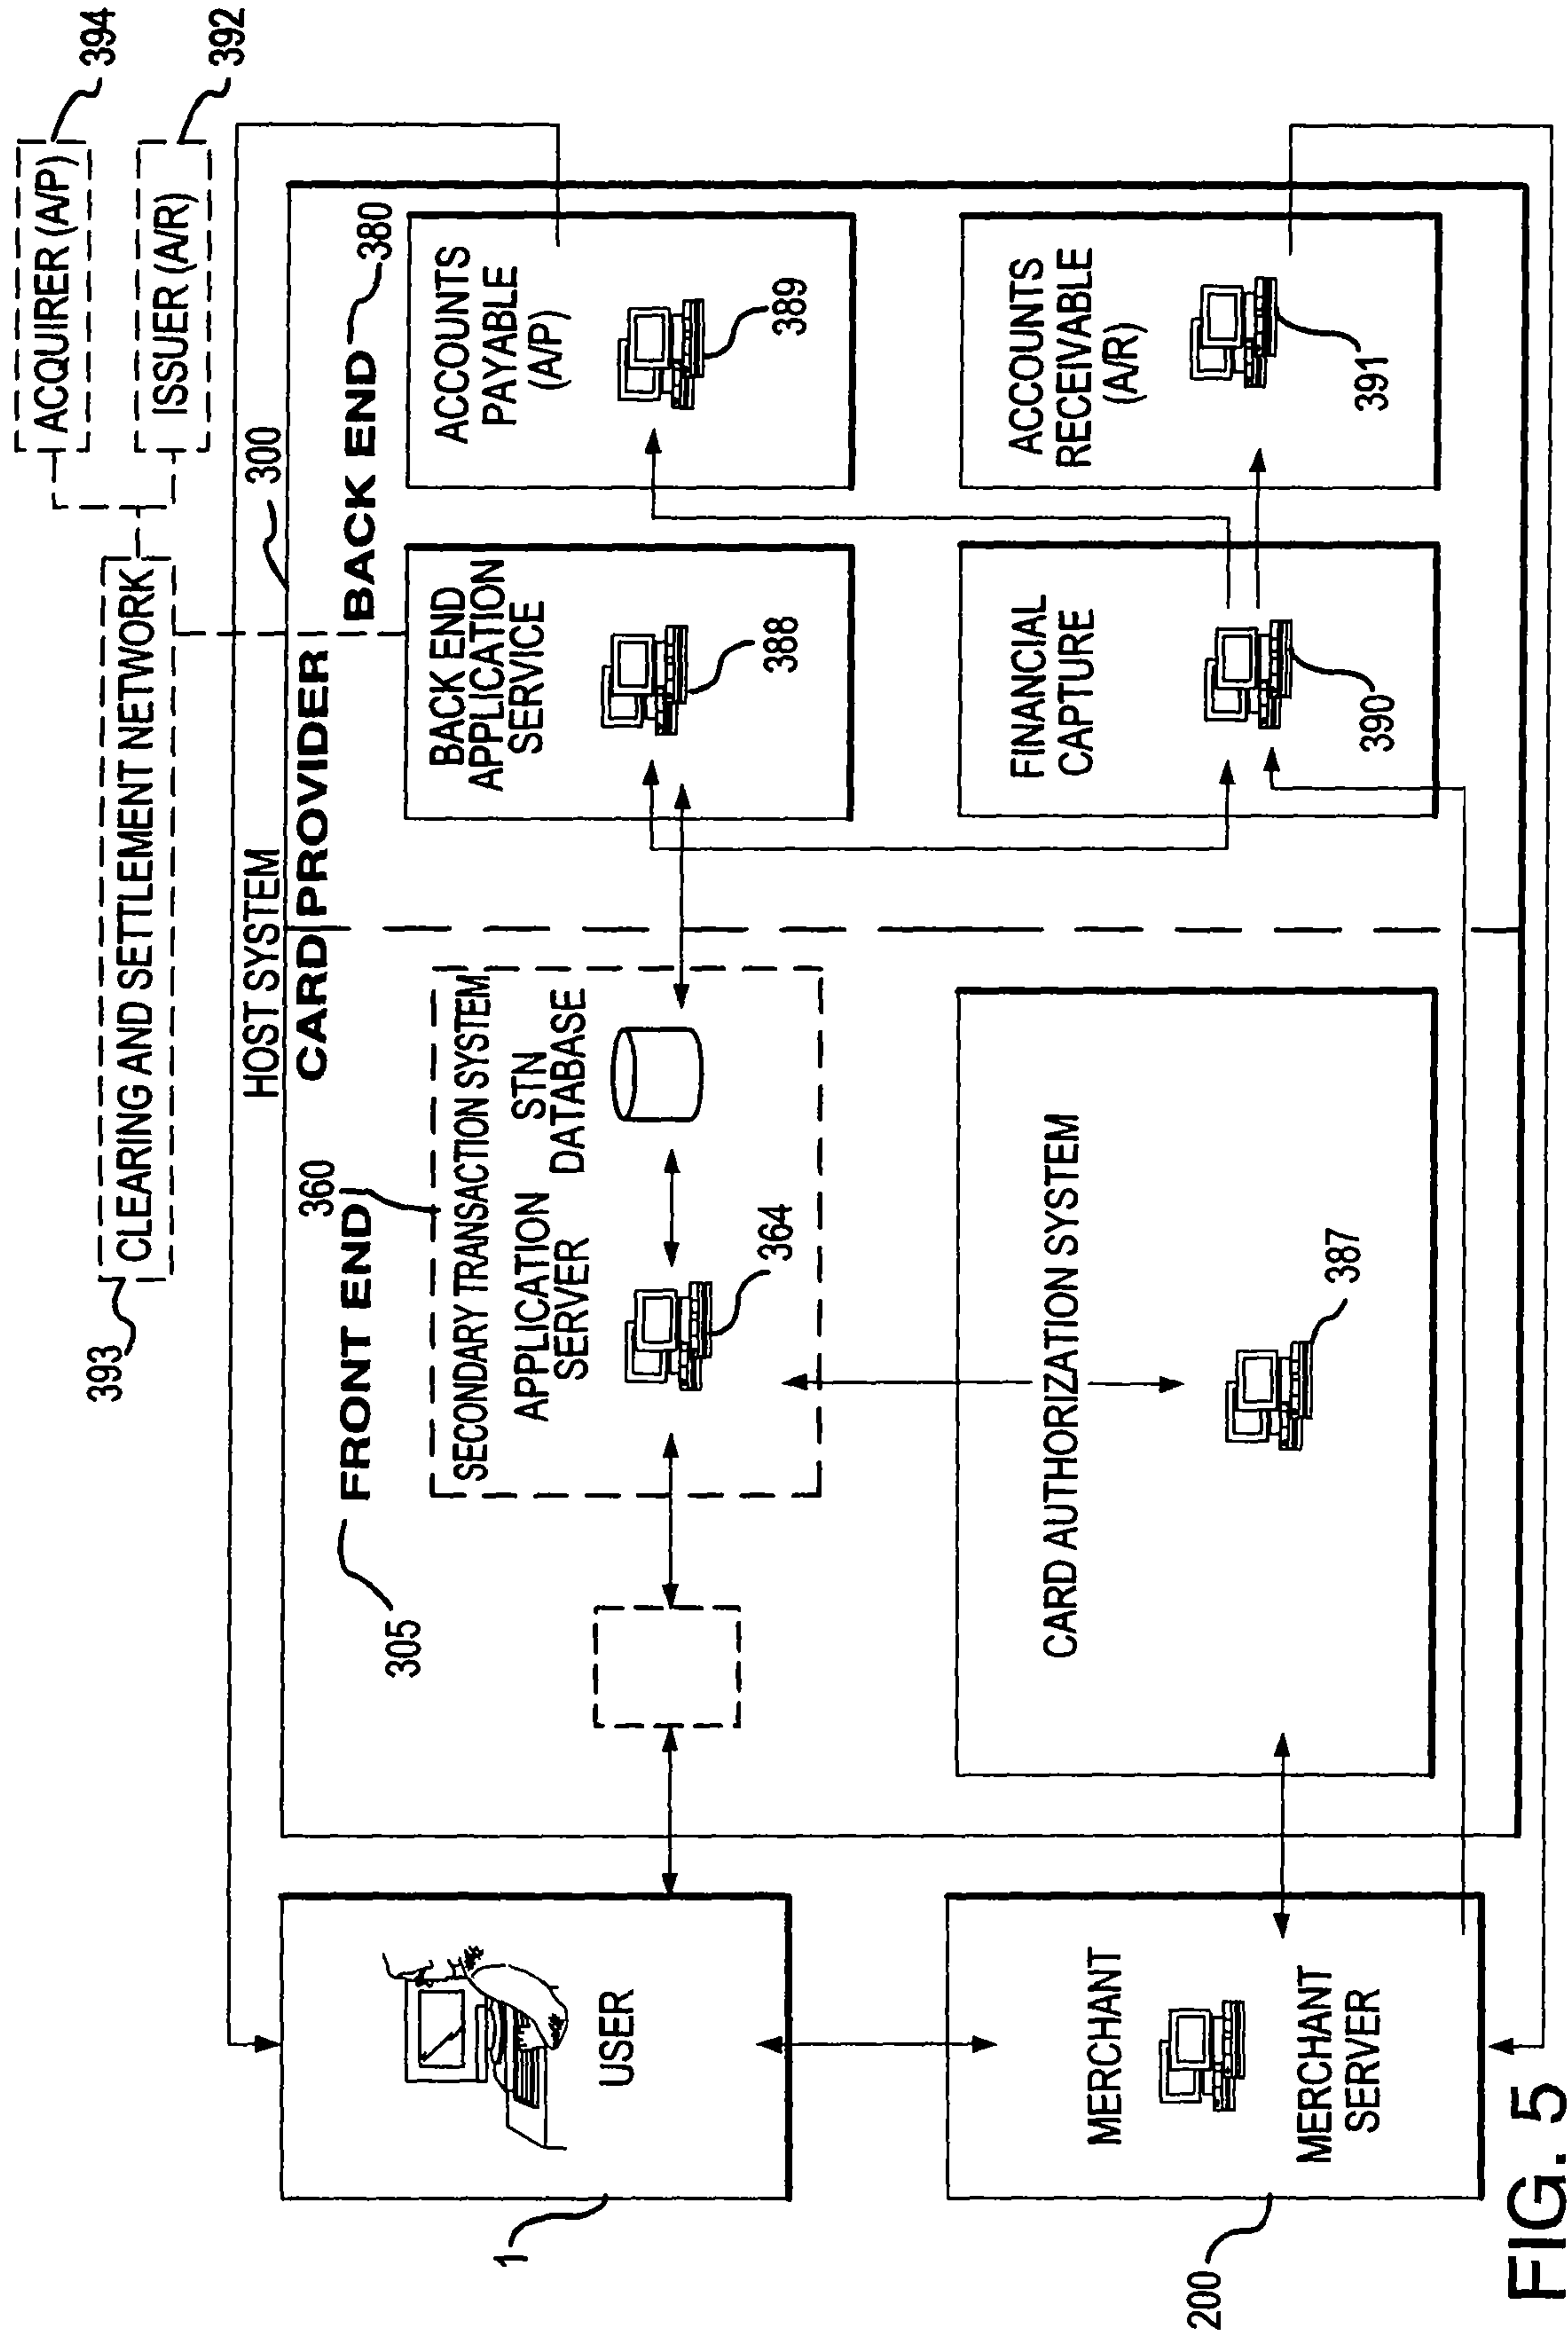 394
ACQUIRER (A/P)
392
ISSUER (A/R)
393
CLEARING AND SETTLEMENT NETWORK
HOST SYSTEM
300
CARD PROVIDER
305
FRONT END
BACK END
380
360
SECONDARY TRANSACTION SYSTEM
APPLICATION
SERVER
STN
DATABASE
364
BACK END
APPLICATION
SERVICE
388
ACCOUNTS
PAYABLE
(A/P)
389
USER
1
CARD AUTHORIZATION SYSTEM
387
FINANCIAL
CAPTURE
390
ACCOUNTS
RECEIVABLE
(A/R)
391
MERCHANT
MERCHANT
SERVER
200
FIG. 5